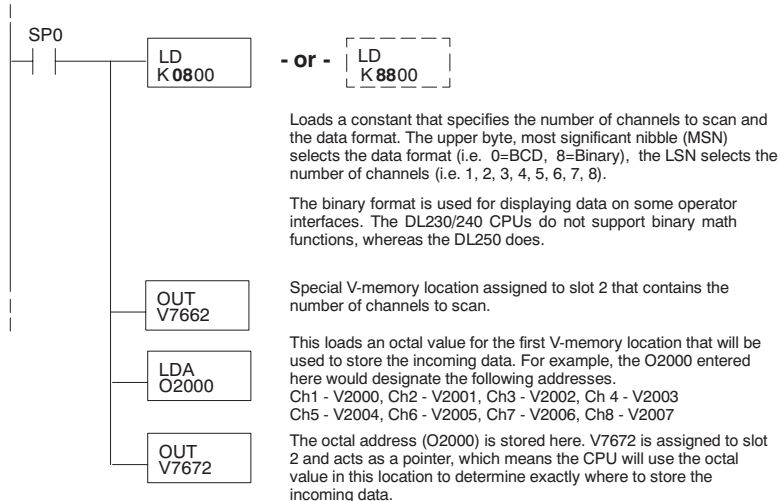 SP0
LD
K0800
- or -
LD
K8800
Loads a constant that specifies the number of channels to scan and
the data format. The upper byte, most significant nibble (MSN)
selects the data format (i.e. 0=BCD, 8=Binary), the LSN selects the
number of channels (i.e. 1, 2, 3, 4, 5, 6, 7, 8).
The binary format is used for displaying data on some operator
interfaces. The DL230/240 CPUs do not support binary math
functions, whereas the DL250 does.
OUT
V7662
Special V-memory location assigned to slot 2 that contains the
number of channels to scan.
LDA
O2000
This loads an octal value for the first V-memory location that will be
used to store the incoming data. For example, the O2000 entered
here would designate the following addresses.
Ch1 - V2000, Ch2 - V2001, Ch3 - V2002, Ch 4 - V2003
Ch5 - V2004, Ch6 - V2005, Ch7 - V2006, Ch8 - V2007
OUT
V7672
The octal address (O2000) is stored here. V7672 is assigned to slot
2 and acts as a pointer, which means the CPU will use the octal
value in this location to determine exactly where to store the
incoming data.